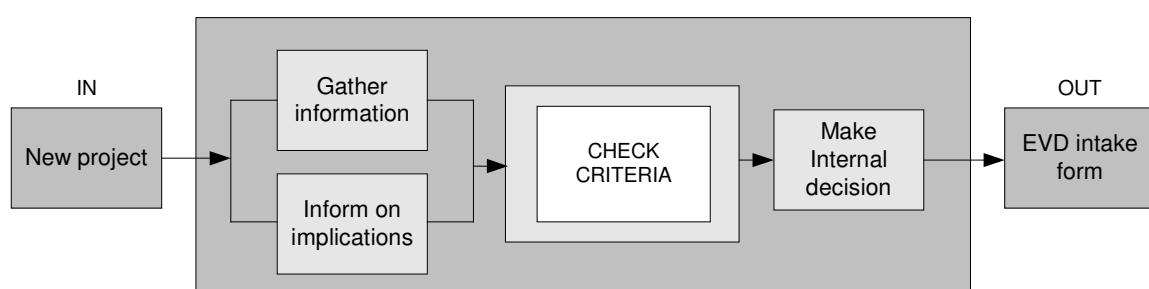 IN
New project
Gather
information
Inform on
implications
CHECK
CRITERIA
Make
Internal
decision
OUT
EVD intake
form